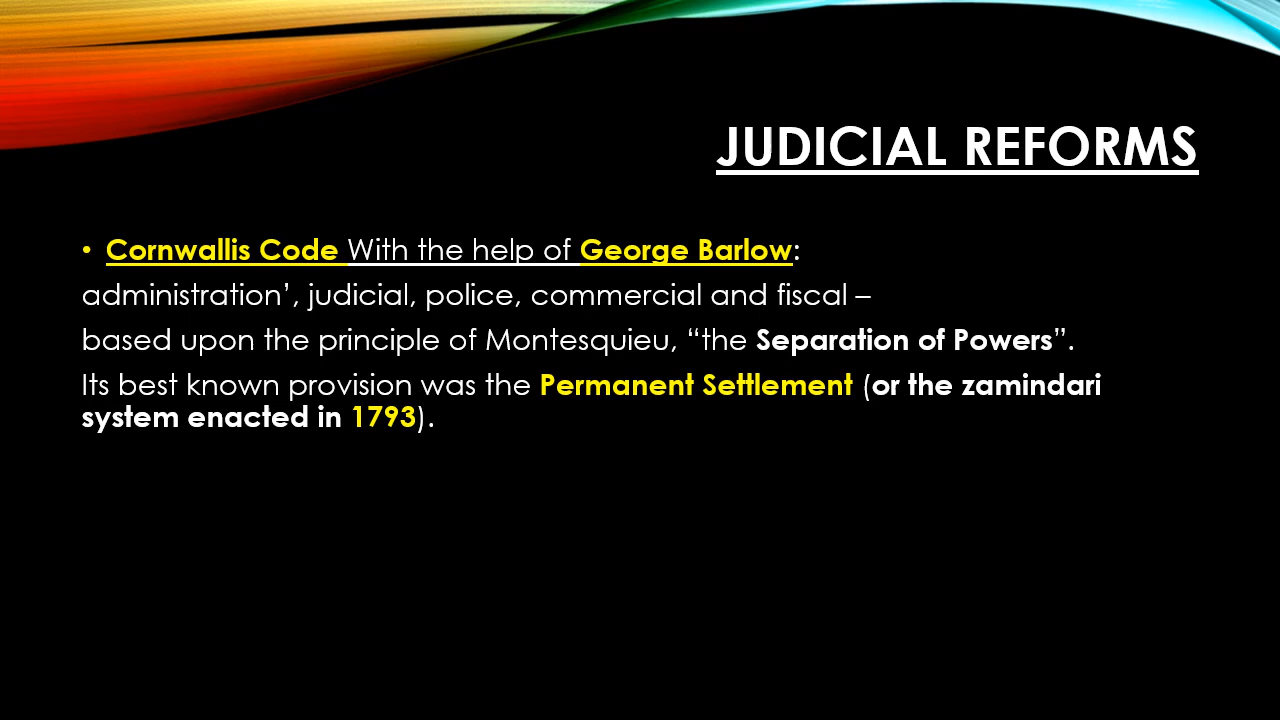 JUDICIAL REFORMS
• Cornwallis Code With the help of George Barlow:
administration’, judicial, police, commercial and fiscal –
based upon the principle of Montesquieu, “the Separation of Powers”.
Its best known provision was the Permanent Settlement (or the zamindari
system enacted in 1793).